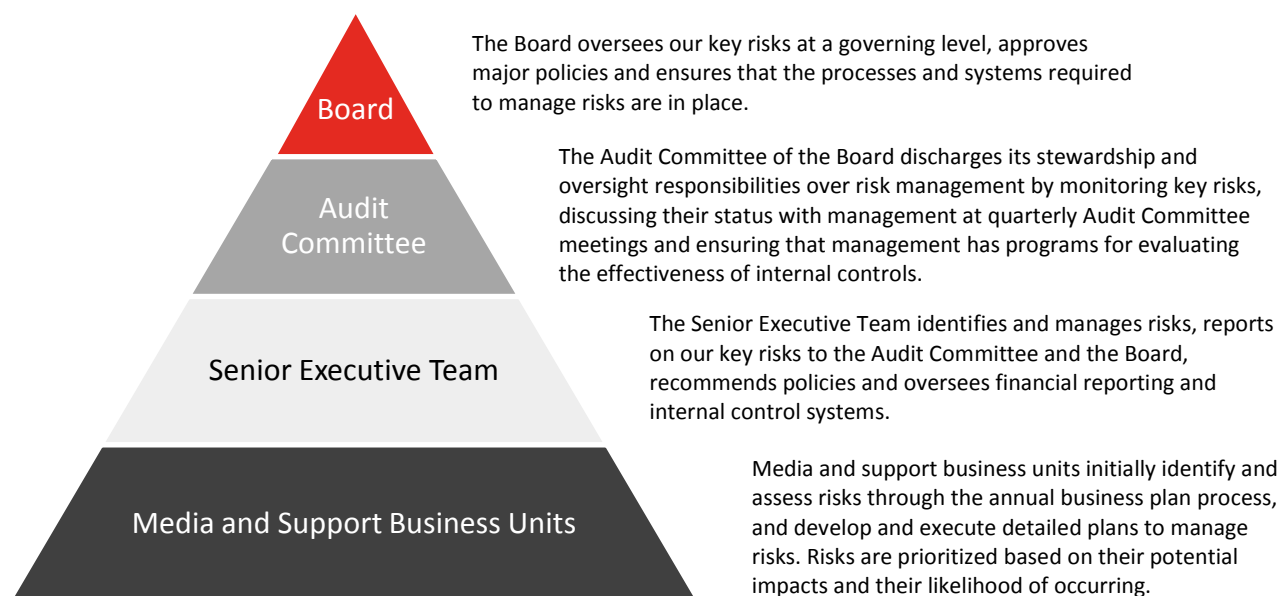 Board
The Board oversees our key risks at a governing level, approves
major policies and ensures that the processes and systems required
to manage risks are in place.
Audit
Committee
The Audit Committee of the Board discharges its stewardship and
oversight responsibilities over risk management by monitoring key risks,
discussing their status with management at quarterly Audit Committee
meetings and ensuring that management has programs for evaluating
the effectiveness of internal controls.
Senior Executive Team
The Senior Executive Team identifies and manages risks, reports
on our key risks to the Audit Committee and the Board,
recommends policies and oversees financial reporting and
internal control systems.
Media and Support Business Units
Media and support business units initially identify and
assess risks through the annual business plan process,
and develop and execute detailed plans to manage
risks. Risks are prioritized based on their potential
impacts and their likelihood of occurring.